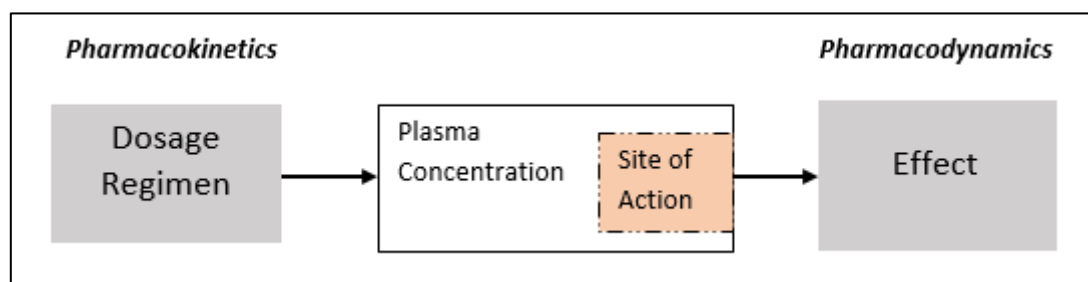 Pharmacokinetics
Pharmacodynamics
Dosage
Regimen
Plasma
Concentration
Site of
Action
Effect